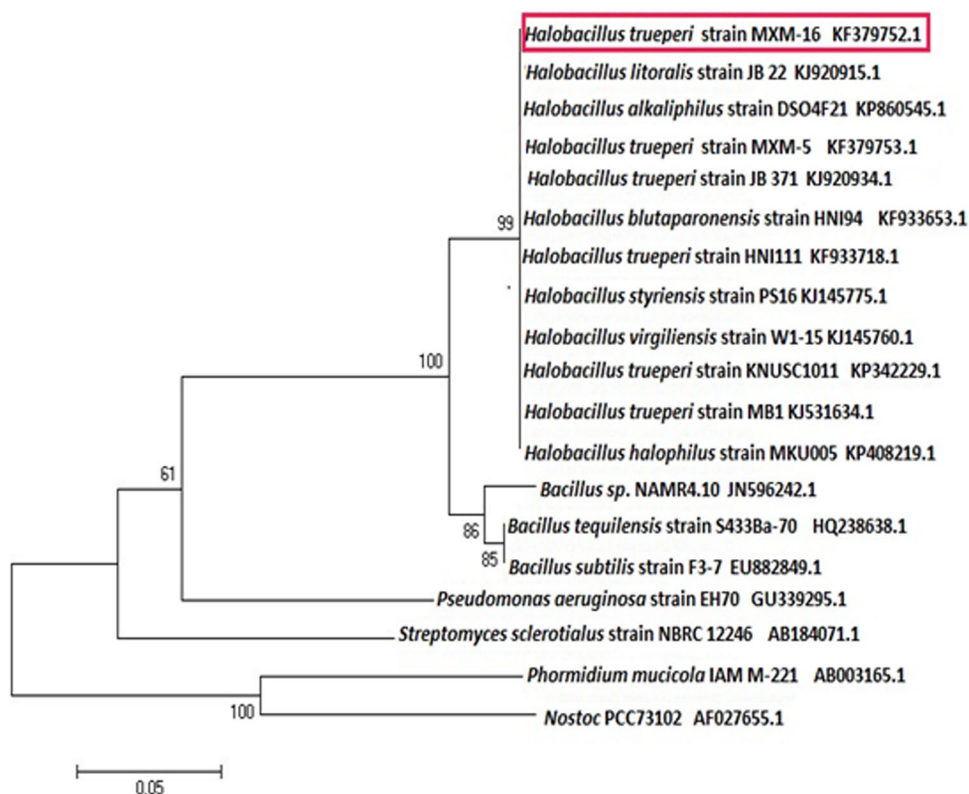 Halobacillus trueperi strain MXM-16 KF379752.1
Halobacillus litoralis strain JB 22 KJ920915.1
Halobacillus alkaliphilus strain DSO4F21 KP860545.1
Halobacillus trueperi strain MXM-5 KF379753.1
Halobacillus trueperi strain JB 371 KJ920934.1
99
Halobacillus blutaparonensis strain HNI94 KF933653.1
Halobacillus trueperi strain HNI111 KF933718.1
Halobacillus styriensis strain PS16 KJ145775.1
Halobacillus virgiliensis strain W1-15 KJ145760.1
100
Halobacillus trueperi strain KNUSC1011 KP342229.1
Halobacillus trueperi strain MB1 KJ531634.1
Halobacillus halophilus strain MKU005 KP408219.1
61
Bacillus sp. NAMR4.10 JN596242.1
86
Bacillus tequilensis strain S433Ba-70 HQ238638.1
85
Bacillus subtilis strain F3-7 EU882849.1
Pseudomonas aeruginosa strain EH70 GU339295.1
Streptomyces sclerotialus strain NBRC 12246 AB184071.1
Phormidium mucicola IAM M-221 AB003165.1
100
Nostoc PCC73102 AF027655.1
0.05